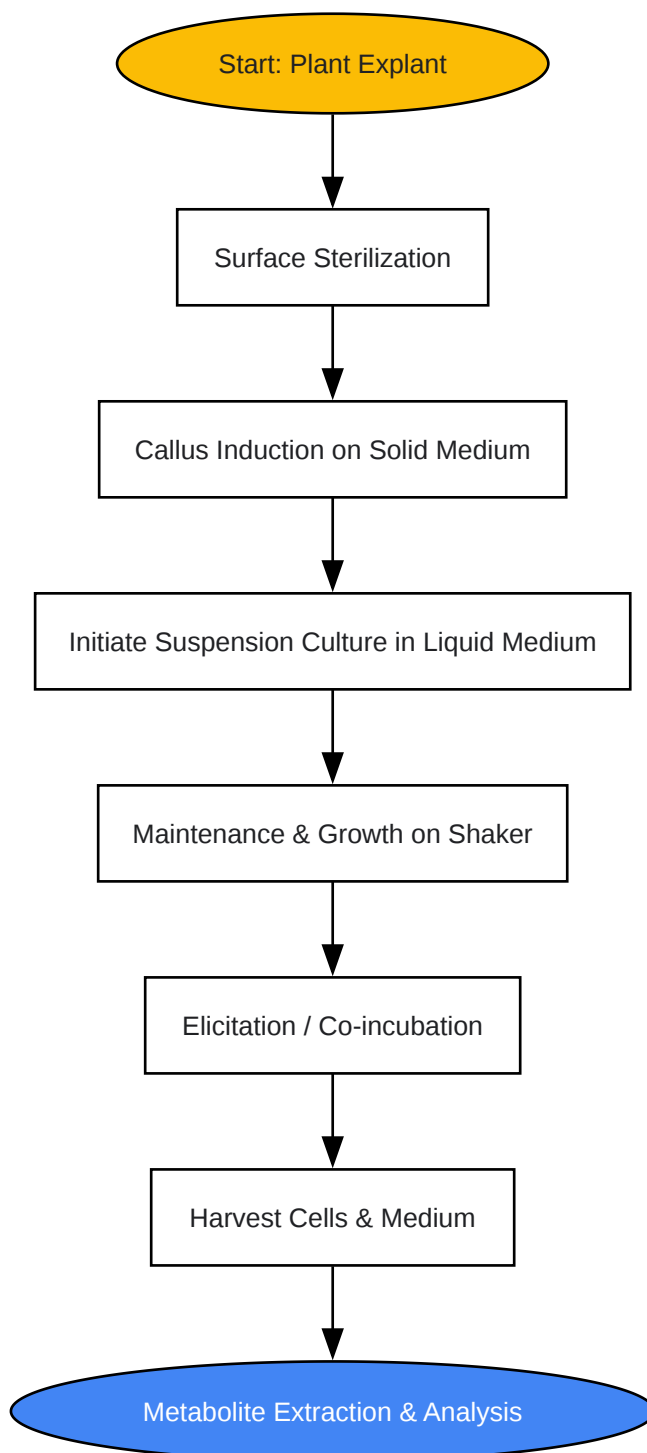 Start: Plant Explant
Surface Sterilization
Callus Induction on Solid Medium
Initiate Suspension Culture in Liquid Medium
Maintenance & Growth on Shaker
Elicitation / Co-incubation
Harvest Cells & Medium
Metabolite Extraction & Analysis